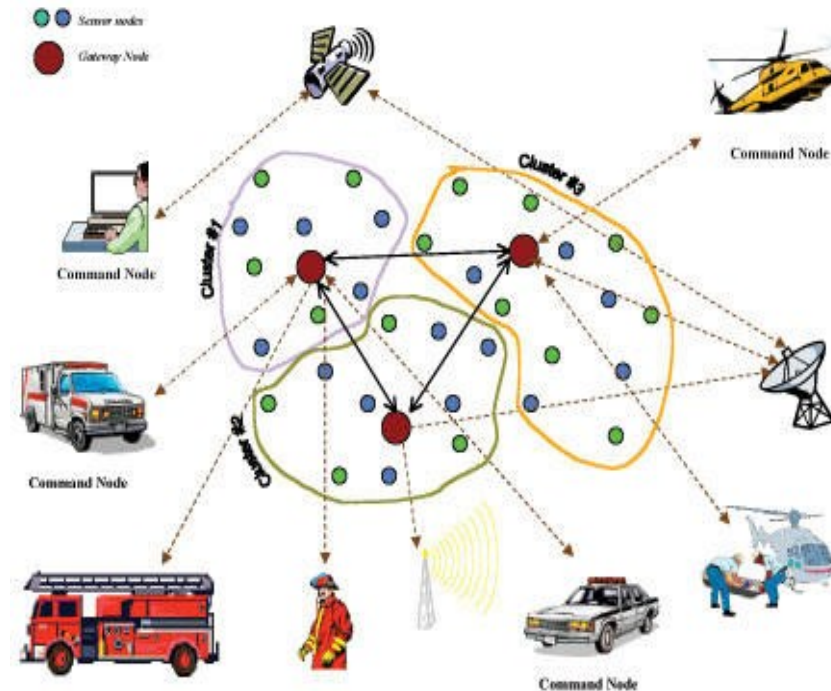 Sensor nodes
Gateway Node
Command Node
Cluster #3
Cluster #1
Command Node
Cluster #2
Command Node
Command Node